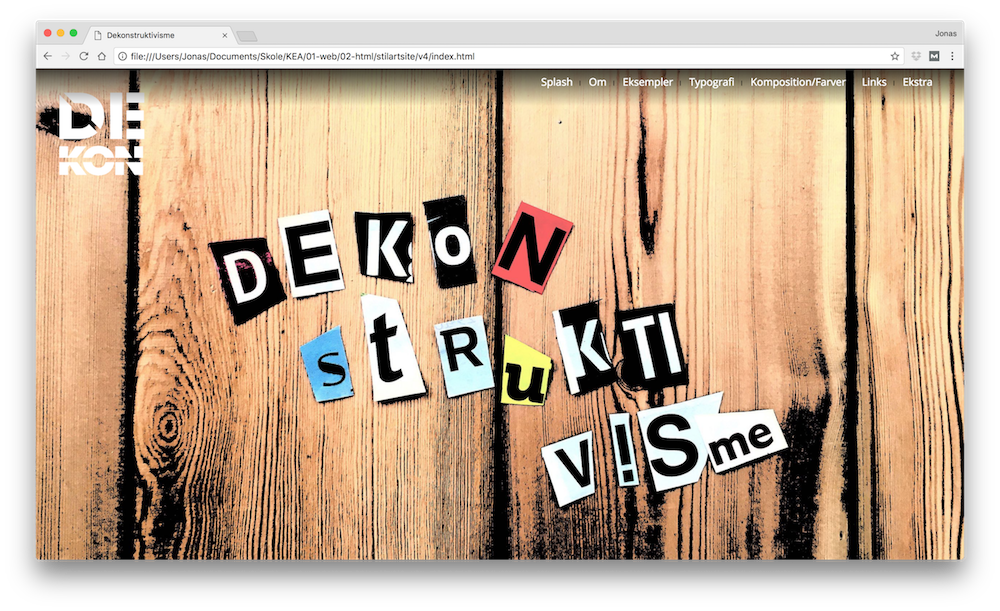 Dekonstruktivisme
Jonas
file:///Users/Jonas/Documents/Skole/KEA/01-web/02-html/stilartsite/v4/index.html
Splash Om Eksempler Typografi Komposition/Farver Links Ekstra
DE
KON
DEKoN
stRuKTI
V!Sme